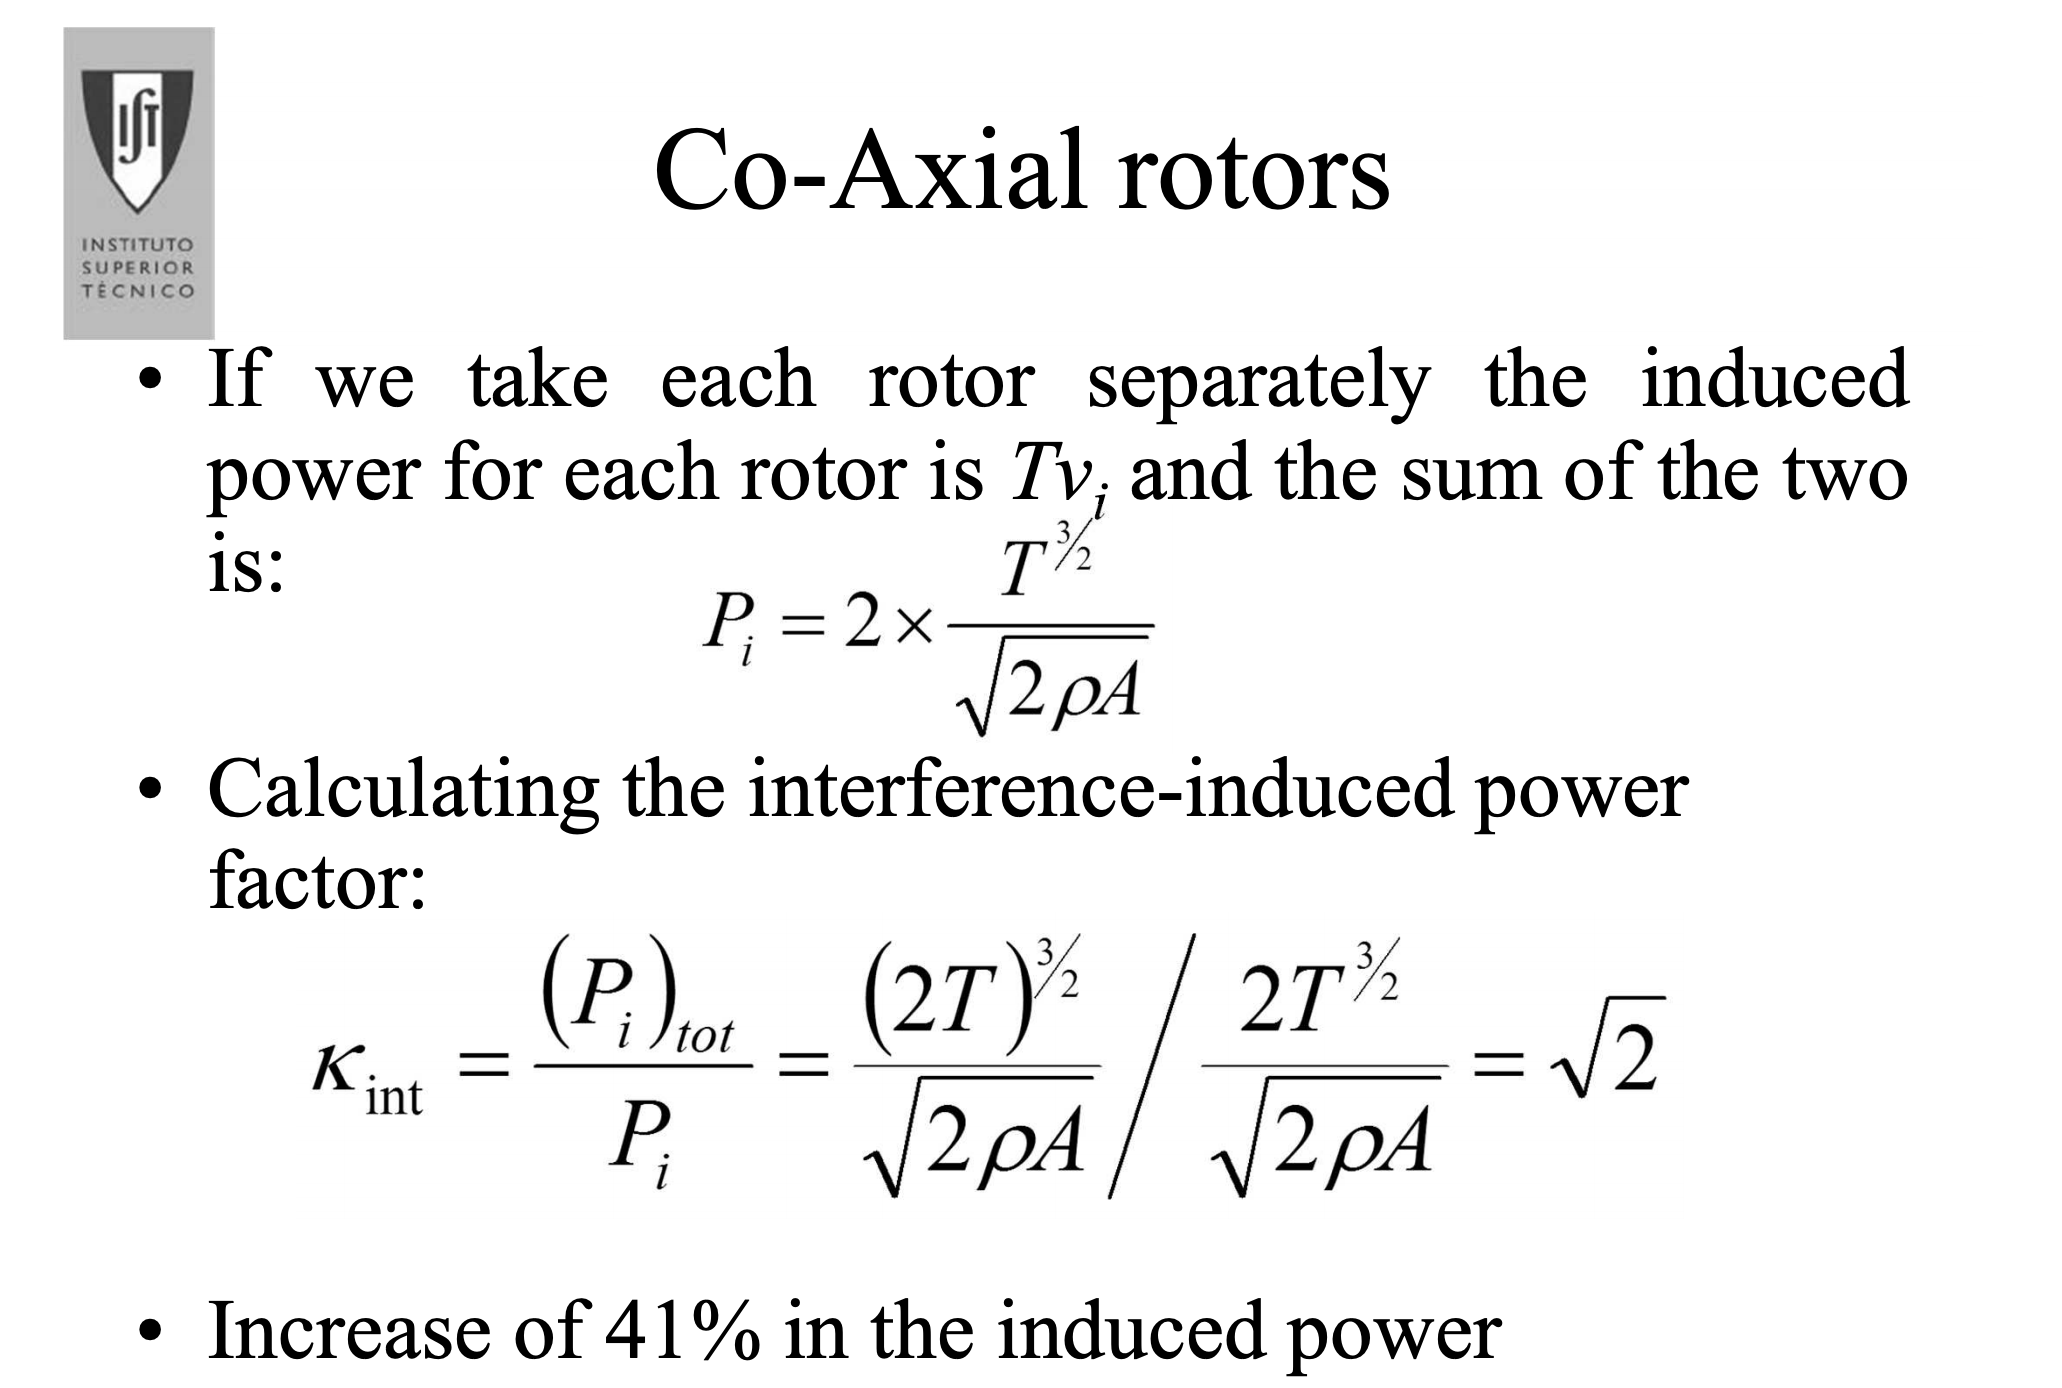 IST
INSTITUTO
SUPERIOR
TÉCNICO
Co-Axial rotors
• If we take each rotor separately the induced
power for each rotor is Tv_i and the sum of the two
is:
P_i = 2 × T^{3/2} / √(2ρA)
• Calculating the interference-induced power
factor:
κ_int = (P_i)_tot / P_i = (2T)^{3/2} / √(2ρA) / 2T^{3/2} / √(2ρA) = √2
• Increase of 41% in the induced power